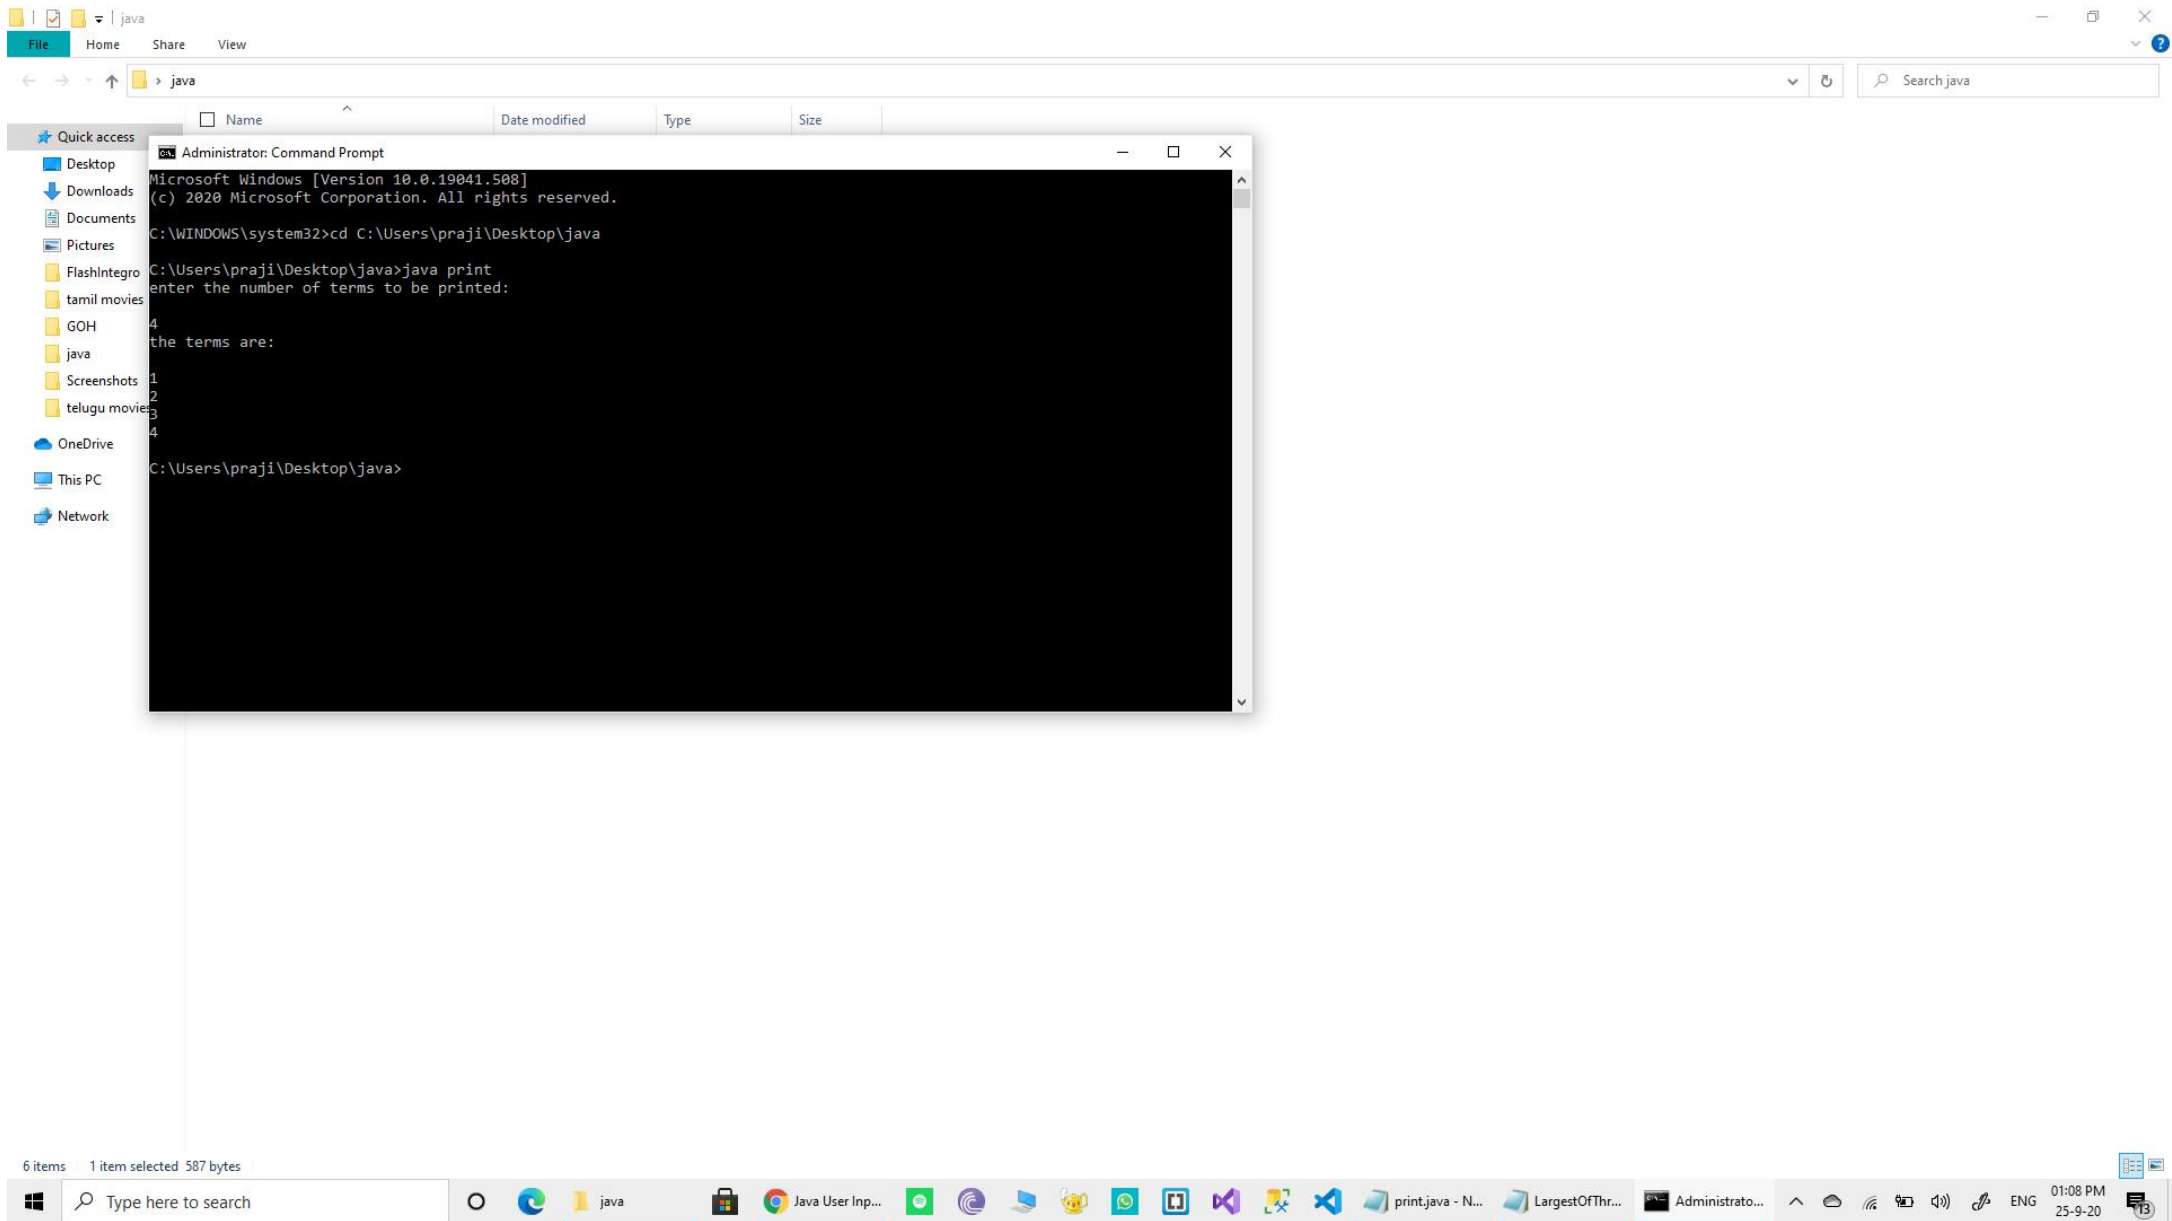 java
File Home Share View
java
Search java
Name Date modified Type Size
Quick access
Desktop
Downloads
Documents
Pictures
FlashIntegro
tamil movies
GOH
java
Screenshots
telugu movies
OneDrive
This PC
Network
Administrator: Command Prompt
Microsoft Windows [Version 10.0.19041.508]
(c) 2020 Microsoft Corporation. All rights reserved.
C:\WINDOWS\system32>cd C:\Users\praji\Desktop\java
C:\Users\praji\Desktop\java>java print
enter the number of terms to be printed:
4
the terms are:
1
2
3
4
C:\Users\praji\Desktop\java>
6 items 1 item selected 587 bytes
Type here to search
java
Java User Inp...
print.java - N...
LargestOfThr...
Administrato...
ENG
01:08 PM
25-9-20
13